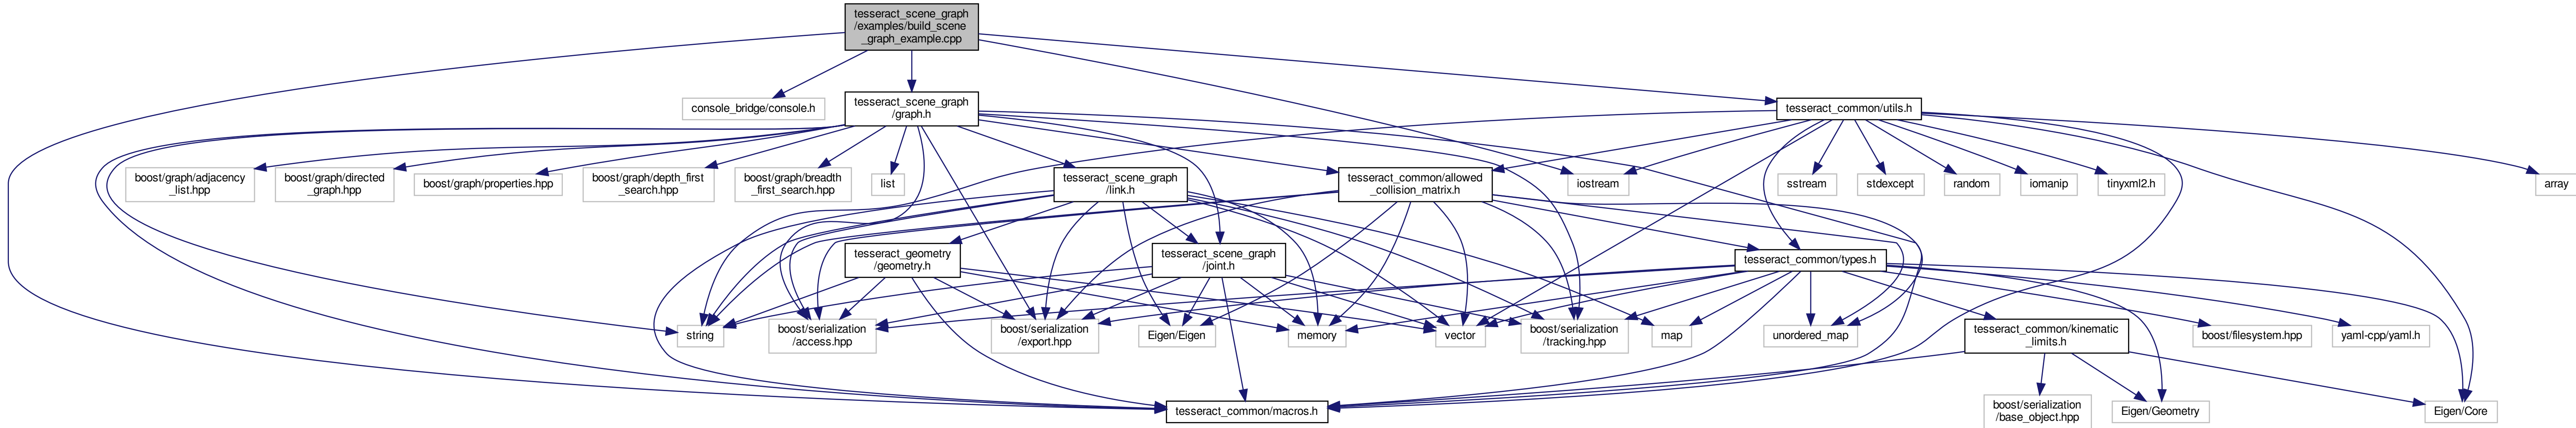 tesseract_scene_graph
/examples/build_scene
_graph_example.cpp
console_bridge/console.h
tesseract_scene_graph
/graph.h
tesseract_common/utils.h
boost/graph/adjacency
_list.hpp
boost/graph/directed
_graph.hpp
boost/graph/properties.hpp
boost/graph/depth_first
_search.hpp
boost/graph/breadth
_first_search.hpp
list
tesseract_scene_graph
/link.h
tesseract_common/allowed
_collision_matrix.h
iostream
sstream
stdexcept
random
iomanip
tinyxml2.h
array
tesseract_geometry
/geometry.h
tesseract_scene_graph
/joint.h
tesseract_common/types.h
string
boost/serialization
/access.hpp
boost/serialization
/export.hpp
Eigen/Eigen
memory
vector
boost/serialization
/tracking.hpp
map
unordered_map
tesseract_common/kinematic
_limits.h
boost/filesystem.hpp
yaml-cpp/yaml.h
tesseract_common/macros.h
boost/serialization
/base_object.hpp
Eigen/Geometry
Eigen/Core